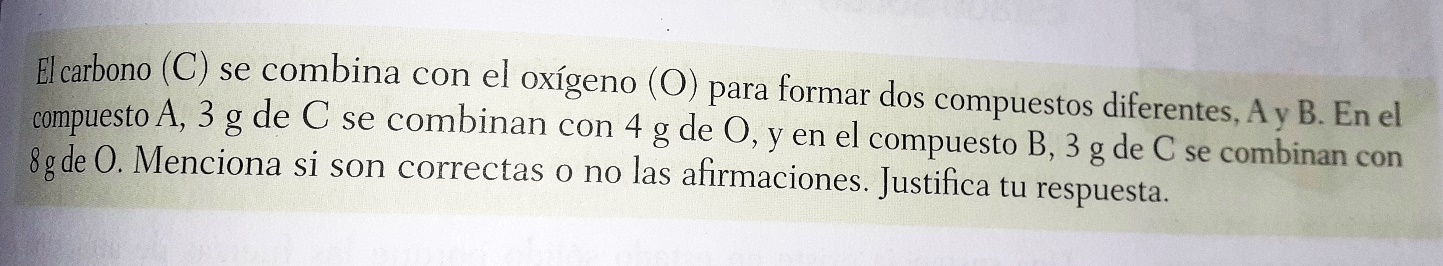 El carbono (C) se combina con el oxígeno (O) para formar dos compuestos diferentes, A y B. En el
compuesto A, 3 g de C se combinan con 4 g de O, y en el compuesto B, 3 g de C se combinan con
8 g de O. Menciona si son correctas o no las afirmaciones. Justifica tu respuesta.